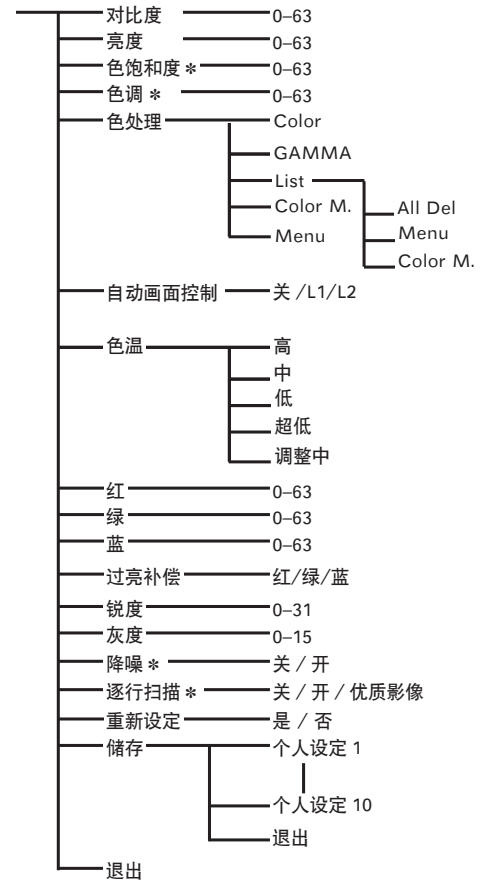 对比度 0–63
亮度 0–63
色饱和度 * 0–63
色调 * 0–63
色处理 Color
GAMMA
List
Color M. All Del
Menu Menu
Color M.
自动画面控制 关 /L1/L2
色温 高
中
低
超低
调整中
红 0–63
绿 0–63
蓝 0–63
过亮补偿 红/绿/蓝
锐度 0–31
灰度 0–15
降噪 * 关 / 开
逐行扫描 * 关 / 开 / 优质影像
重新设定 是 / 否
储存 个人设定 1
个人设定 10
退出
退出